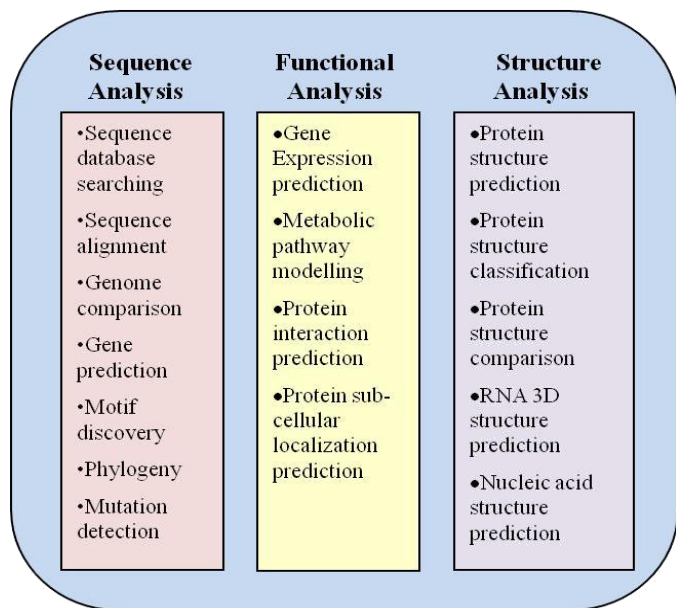 Sequence
Analysis
•Sequence
database
searching
•Sequence
alignment
•Genome
comparison
•Gene
prediction
•Motif
discovery
•Phylogeny
•Mutation
detection
Functional
Analysis
●Gene
Expression
prediction
●Metabolic
pathway
modelling
●Protein
interaction
prediction
●Protein sub-
cellular
localization
prediction
Structure
Analysis
●Protein
structure
prediction
●Protein
structure
classification
●Protein
structure
comparison
●RNA 3D
structure
prediction
●Nucleic acid
structure
prediction